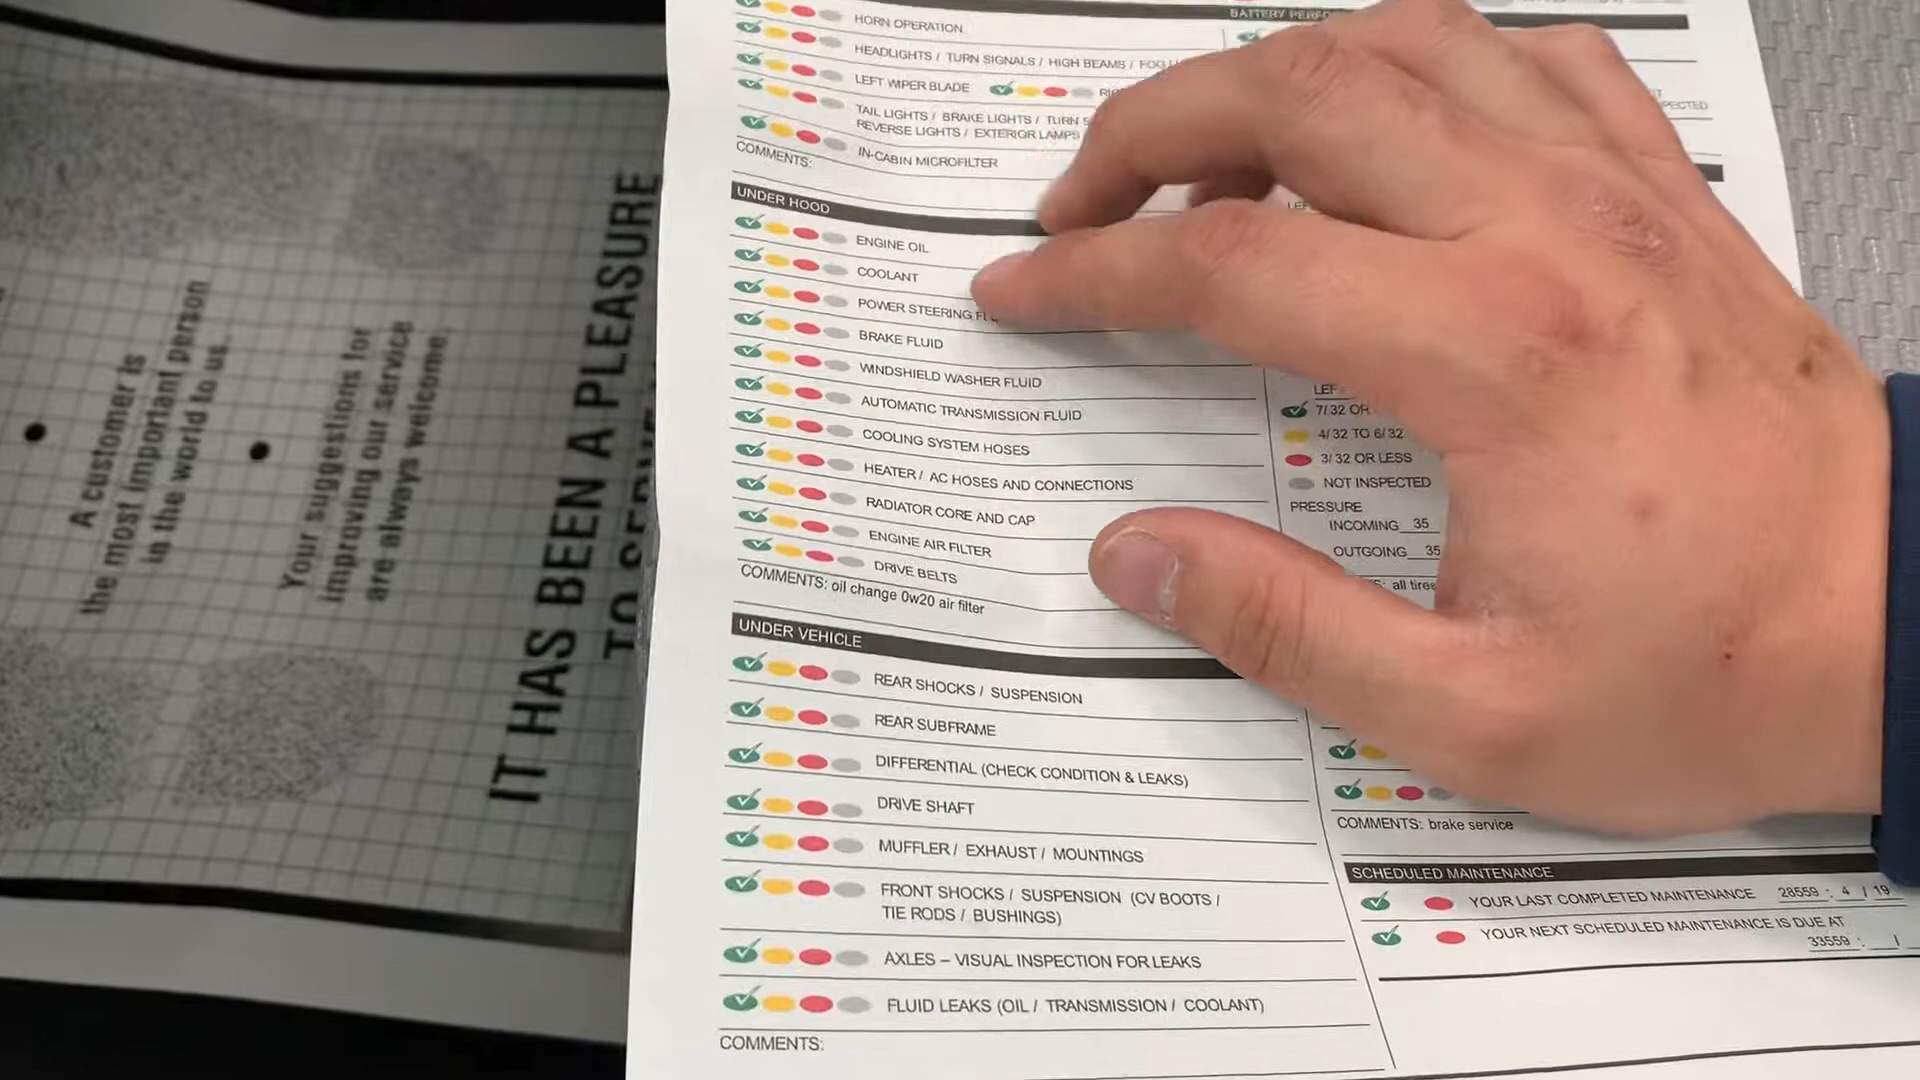 A customer is
the most important person
in the world to us.
Your suggestions for
improving our service
are always welcome.
IT HAS BEEN A PLEASURE
TO SERVE
HORN OPERATION
HEADLIGHTS / TURN SIGNALS / HIGH BEAMS /
LEFT WIPER BLADE
TAIL LIGHTS / BRAKE LIGHTS / TURN
REVERSE LIGHTS / EXTERIOR LAMPS
IN-CABIN MICROFILTER
COMMENTS:
UNDER HOOD
ENGINE OIL
COOLANT
POWER STEERING
BRAKE FLUID
WINDSHIELD WASHER FLUID
AUTOMATIC TRANSMISSION FLUID
COOLING SYSTEM HOSES
HEATER / AC HOSES AND CONNECTIONS
RADIATOR CORE AND CAP
ENGINE AIR FILTER
DRIVE BELTS
COMMENTS: oil change 0w20 air filter
UNDER VEHICLE
REAR SHOCKS / SUSPENSION
REAR SUBFRAME
DIFFERENTIAL (CHECK CONDITION & LEAKS)
DRIVE SHAFT
MUFFLER / EXHAUST / MOUNTINGS
FRONT SHOCKS / SUSPENSION (CV BOOTS /
TIE RODS / BUSHINGS)
AXLES – VISUAL INSPECTION FOR LEAKS
FLUID LEAKS (OIL / TRANSMISSION / COOLANT)
COMMENTS:
BATTERY
7/32 OR
4/32 TO 6/32
3/32 OR LESS
NOT INSPECTED
PRESSURE
INCOMING 35
OUTGOING 35
all tires
COMMENTS: brake service
SCHEDULED MAINTENANCE
YOUR LAST COMPLETED MAINTENANCE 28559 : 4 / 19
YOUR NEXT SCHEDULED MAINTENANCE IS DUE AT
33559 : /